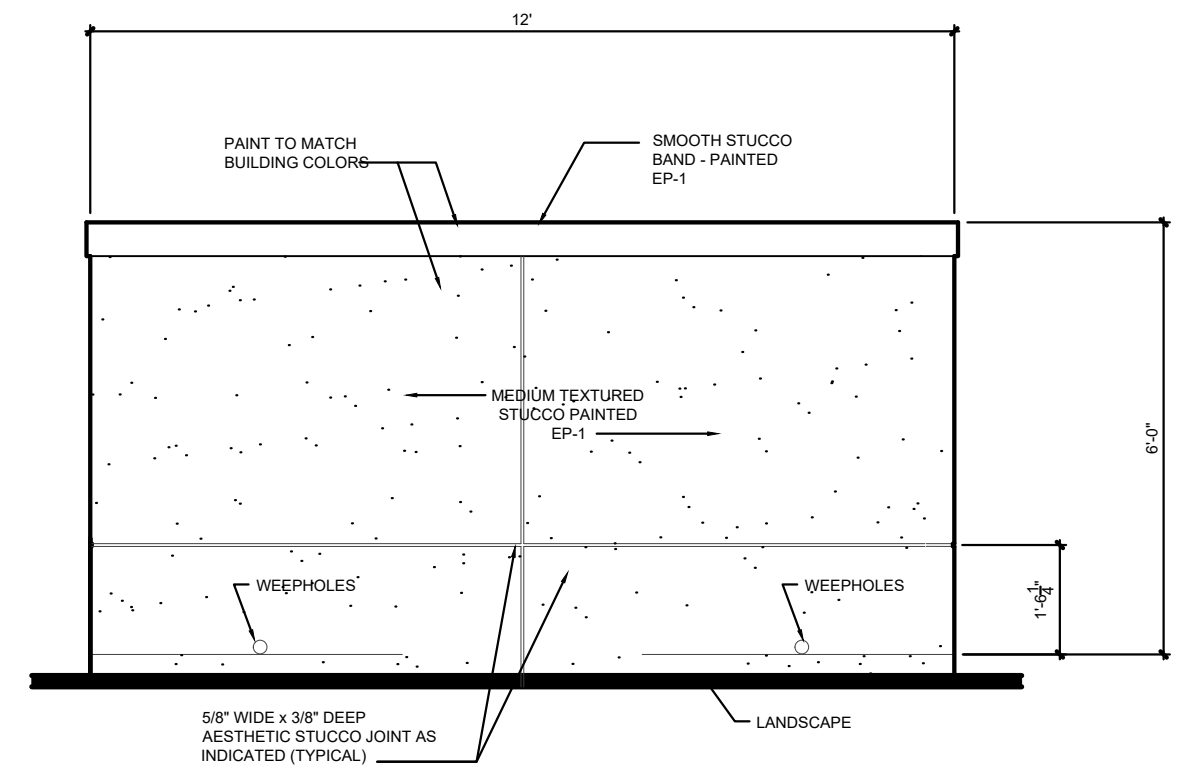 12'
PAINT TO MATCH
BUILDING COLORS
SMOOTH STUCCO
BAND - PAINTED
EP-1
MEDIUM TEXTURED
STUCCO PAINTED
EP-1
6'-0"
1'-6 1/4"
WEEPHOLES
WEEPHOLES
5/8" WIDE x 3/8" DEEP
AESTHETIC STUCCO JOINT AS
INDICATED (TYPICAL)
LANDSCAPE